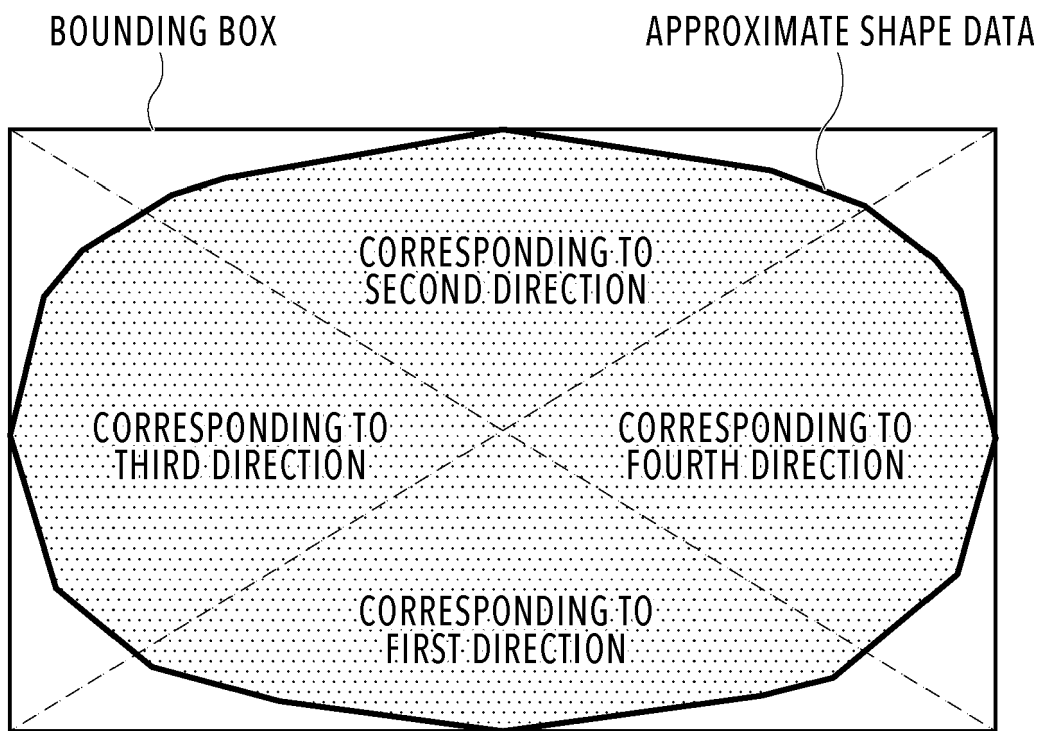 BOUNDING BOX
APPROXIMATE SHAPE DATA
CORRESPONDING TO
SECOND DIRECTION
CORRESPONDING TO
THIRD DIRECTION
CORRESPONDING TO
FOURTH DIRECTION
CORRESPONDING TO
FIRST DIRECTION